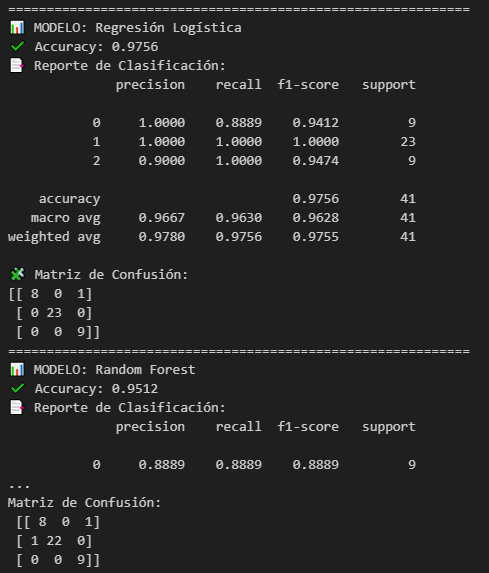 ============================================================
📊 MODELO: Regresión Logística
✅ Accuracy: 0.9756
📑 Reporte de Clasificación:
              precision    recall  f1-score   support

           0     1.0000    0.8889    0.9412         9
           1     1.0000    1.0000    1.0000        23
           2     0.9000    1.0000    0.9474         9

    accuracy                         0.9756        41
   macro avg     0.9667    0.9630    0.9628        41
weighted avg     0.9780    0.9756    0.9755        41

🧩 Matriz de Confusión:
[[ 8  0  1]
 [ 0 23  0]
 [ 0  0  9]]
============================================================
📊 MODELO: Random Forest
✅ Accuracy: 0.9512
📑 Reporte de Clasificación:
              precision    recall  f1-score   support

           0     0.8889    0.8889    0.8889         9
...
Matriz de Confusión:
 [[ 8  0  1]
 [ 1 22  0]
 [ 0  0  9]]